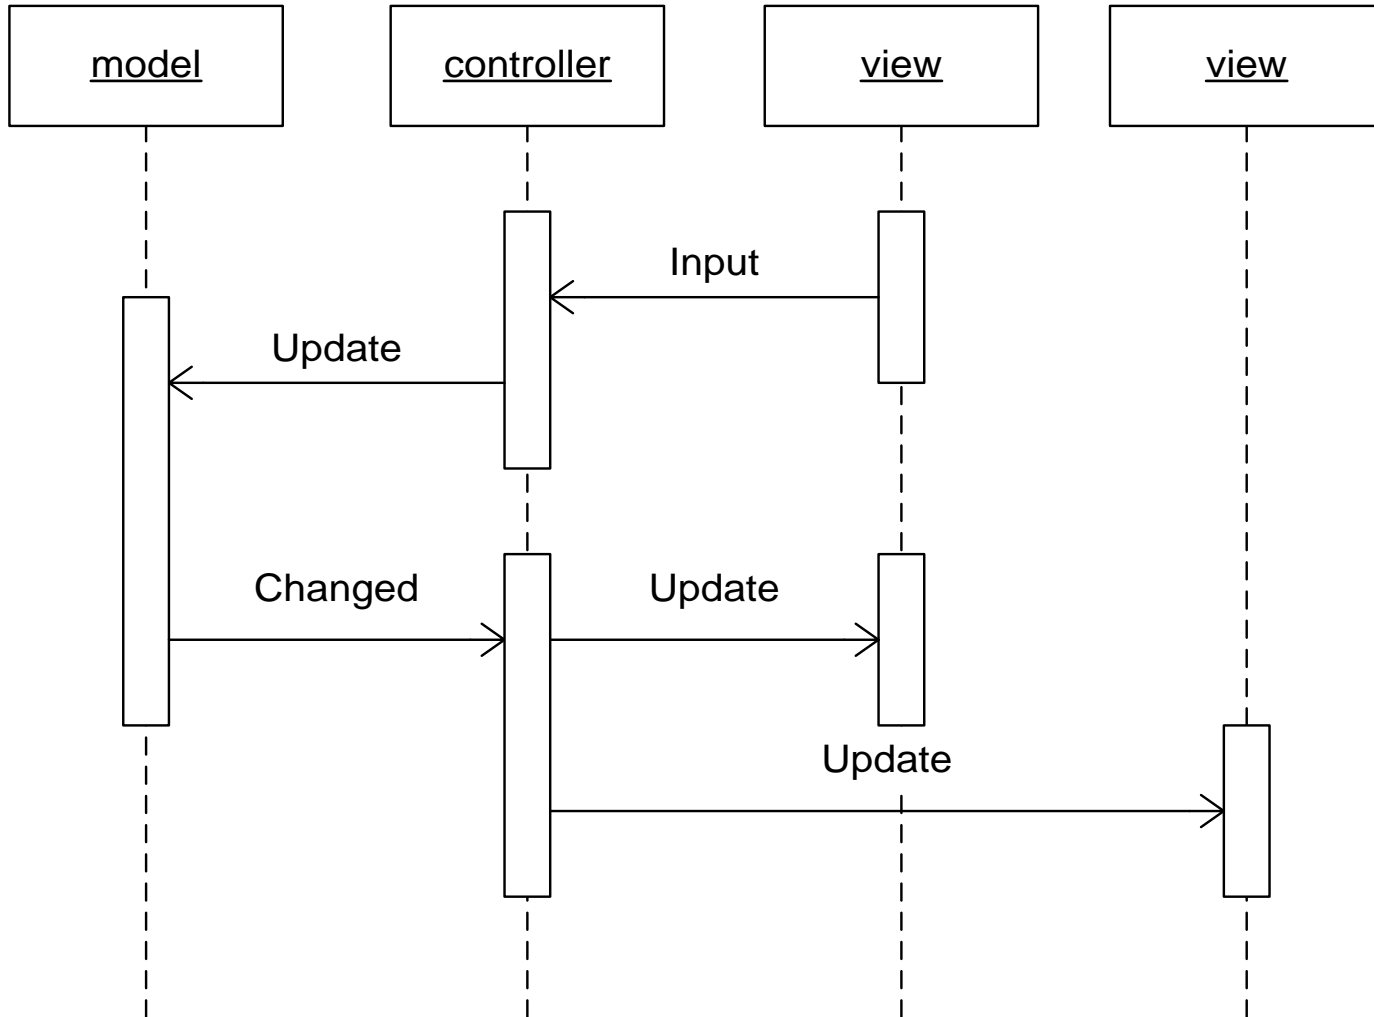 model
controller
view
view
Input
Update
Changed
Update
Update